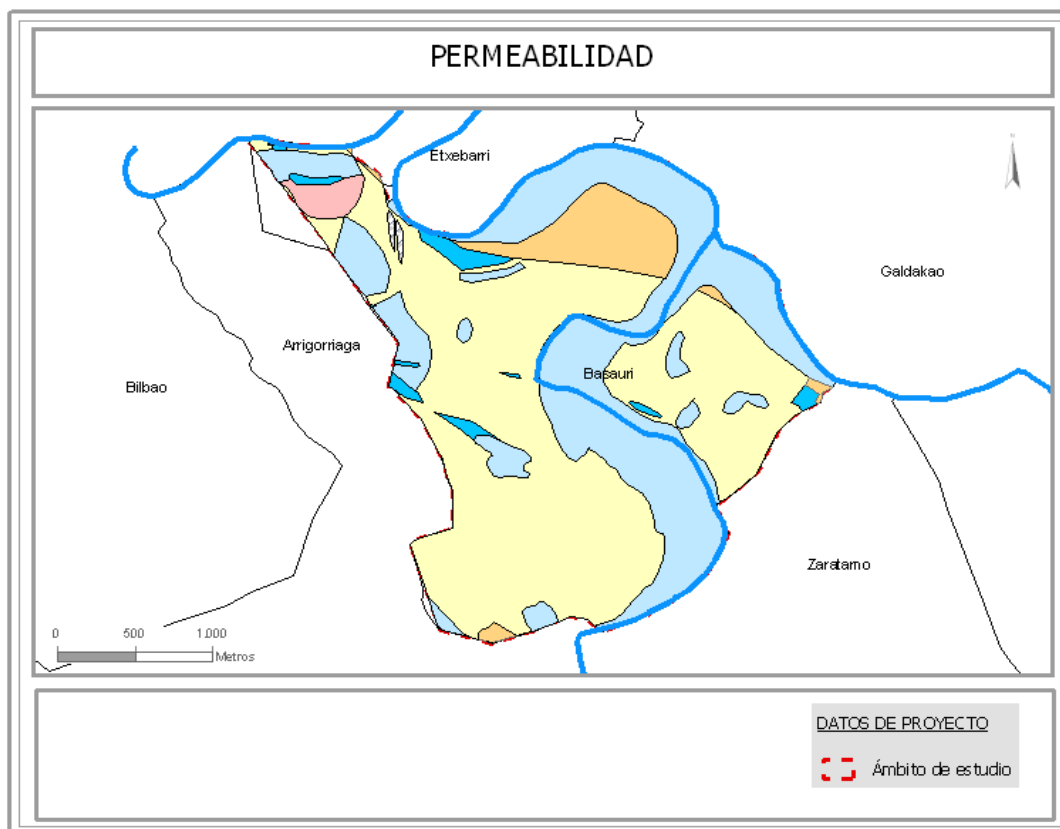 PERMEABILIDAD
Etxebarri
Galdakao
Arrigorriaga
Basauri
Bilbao
Zaratamo
0 500 1.000
Metros
DATOS DE PROYECTO
Ámbito de estudio